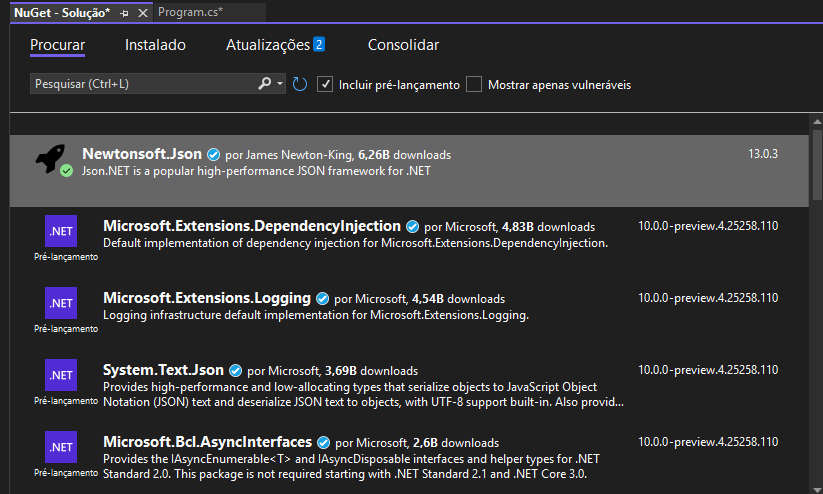 NuGet - Solução* Program.cs*
Procurar Instalado Atualizações 2 Consolidar
Pesquisar (Ctrl+L) Incluir pré-lançamento Mostrar apenas vulneráveis
Newtonsoft.Json por James Newton-King, 6,26B downloads 13.0.3
Json.NET is a popular high-performance JSON framework for .NET
.NET Microsoft.Extensions.DependencyInjection por Microsoft, 4,83B downloads 10.0.0-preview.4.25258.110
Default implementation of dependency injection for Microsoft.Extensions.DependencyInjection.
Pré-lançamento
.NET Microsoft.Extensions.Logging por Microsoft, 4,54B downloads 10.0.0-preview.4.25258.110
Logging infrastructure default implementation for Microsoft.Extensions.Logging.
Pré-lançamento
.NET System.Text.Json por Microsoft, 3,69B downloads 10.0.0-preview.4.25258.110
Provides high-performance and low-allocating types that serialize objects to JavaScript Object
Pré-lançamento Notation (JSON) text and deserialize JSON text to objects, with UTF-8 support built-in. Also provid...
.NET Microsoft.Bcl.AsyncInterfaces por Microsoft, 2,6B downloads 10.0.0-preview.4.25258.110
Provides the IAsyncEnumerable<T> and IAsyncDisposable interfaces and helper types for .NET
Pré-lançamento Standard 2.0. This package is not required starting with .NET Standard 2.1 and .NET Core 3.0.